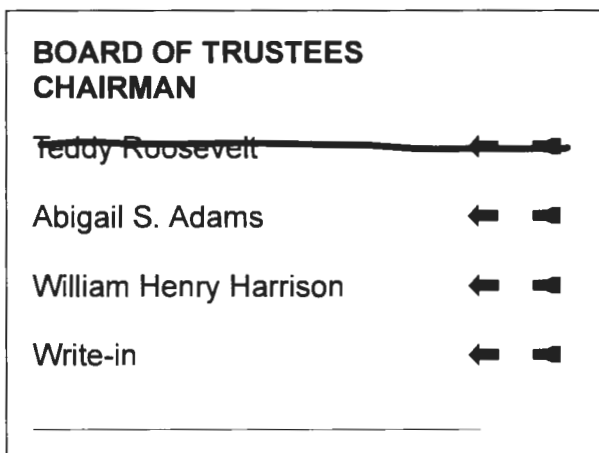 BOARD OF TRUSTEES
CHAIRMAN
Teddy Roosevelt
Abigail S. Adams
William Henry Harrison
Write-in